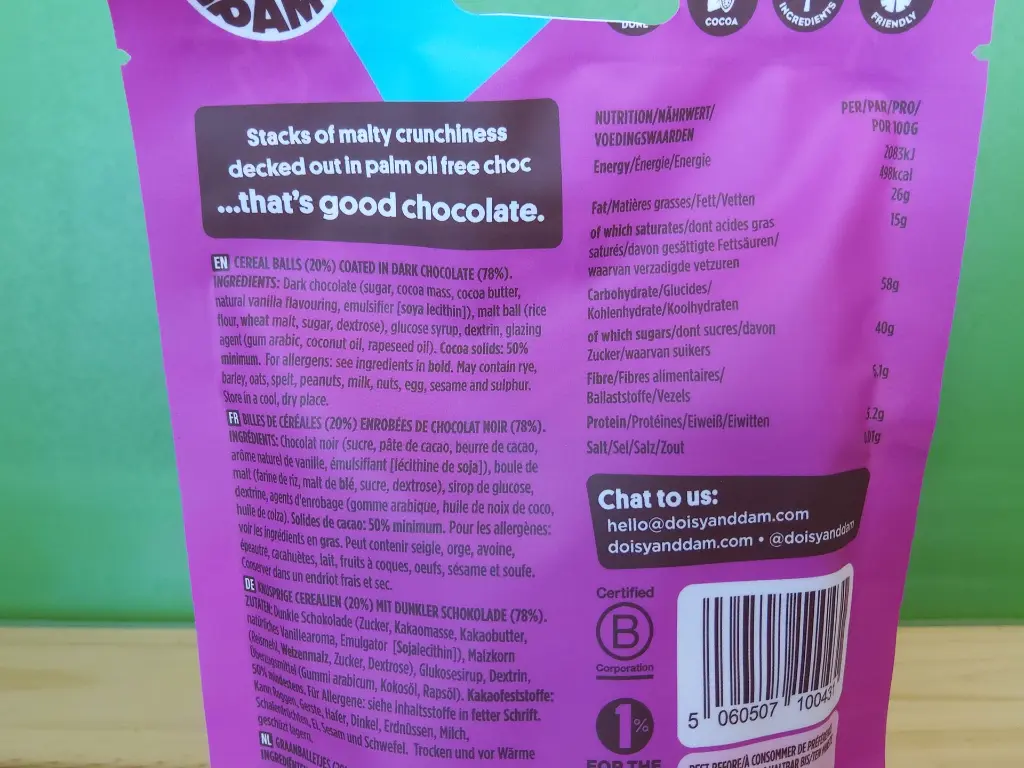 DAM
DONE
COCOA
INGREDIENTS
FRIENDLY
Stacks of malty crunchiness
decked out in palm oil free choc
...that's good chocolate.
EN CEREAL BALLS (20%) COATED IN DARK CHOCOLATE (78%).
INGREDIENTS: Dark chocolate (sugar, cocoa mass, cocoa butter,
natural vanilla flavouring, emulsifier [soya lecithin]), malt ball (rice
flour, wheat malt, sugar, dextrose), glucose syrup, dextrin, glazing
agent (gum arabic, coconut oil, rapeseed oil). Cocoa solids: 50%
minimum. For allergens: see ingredients in bold. May contain rye,
barley, oats, spelt, peanuts, milk, nuts, egg, sesame and sulphur.
Store in a cool, dry place.
FR BILLES DE CÉRÉALES (20%) ENROBÉES DE CHOCOLAT NOIR (78%).
INGRÉDIENTS: Chocolat noir (sucre, pâte de cacao, beurre de cacao,
arôme naturel de vanille, émulsifiant [lécithine de soja]), boule de
malt (farine de riz, malt de blé, sucre, dextrose), sirop de glucose,
dextrine, agents d'enrobage (gomme arabique, huile de noix de coco,
huile de colza). Solides de cacao: 50% minimum. Pour les allergènes:
voir les ingrédients en gras. Peut contenir seigle, orge, avoine,
épeautre, cacahuètes, lait, fruits à coques, oeufs, sésame et soufre.
Conserver dans un endriot frais et sec.
DE KNUSPRIGE CEREALIEN (20%) MIT DUNKLER SCHOKOLADE (78%).
ZUTATEN: Dunkle Schokolade (Zucker, Kakaomasse, Kakaobutter,
natürliches Vanillearoma, Emulgator [Sojalecithin]), Malzkorn
(Reismehl, Weizenmalz, Zucker, Dextrose), Glukosesirup, Dextrin,
Überzugsmittel (Gummi arabicum, Kokosöl, Rapsöl). Kakaofeststoffe:
50% mindestens. Für Allergene: siehe Inhaltsstoffe in fetter Schrift.
Kann Roggen, Gerste, Hafer, Dinkel, Erdnüssen, Milch,
Schalenfrüchten, Ei, Sesam und Schwefel. Trocken und vor Wärme
geschützt lagern.
NL GRAANBALLETJES
NUTRITION/NÄHRWERT/
VOEDINGSWAARDEN
PER/PAR/PRO/
POR 100G
Energy/Énergie/Energie
2083kJ
498kcal
Fat/Matières grasses/Fett/Vetten
26g
of which saturates/dont acides gras
saturés/davon gesättigte Fettsäuren/
waarvan verzadigde vetzuren
15g
Carbohydrate/Glucides/
Kohlenhydrate/Koolhydraten
58g
of which sugars/dont sucres/davon
Zucker/waarvan suikers
40g
Fibre/Fibres alimentaires/
Ballaststoffe/Vezels
Protein/Protéines/Eiweiß/Eiwitten
Salt/Sel/Salz/Zout
Chat to us:
hello@doisyanddam.com
doisyanddam.com • @doisyanddam
Certified
B
Corporation
5 060507 10043
1%
FOR THE
BEST BEFORE/À CONSOMMER DE PRÉFÉRENCE